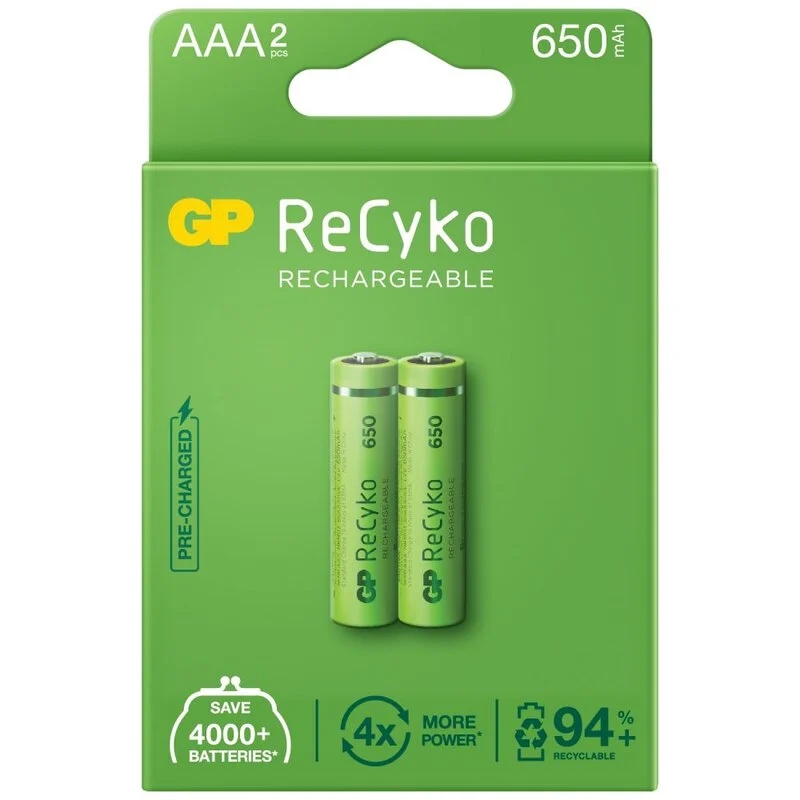 AAA 2 pcs
650 mAh
GP ReCyko
RECHARGEABLE
PRE-CHARGED
650
GP ReCyko
RECHARGEABLE
650
GP ReCyko
RECHARGEABLE
SAVE
4000+
BATTERIES*
4x
MORE
POWER*
94%+
RECYCLABLE